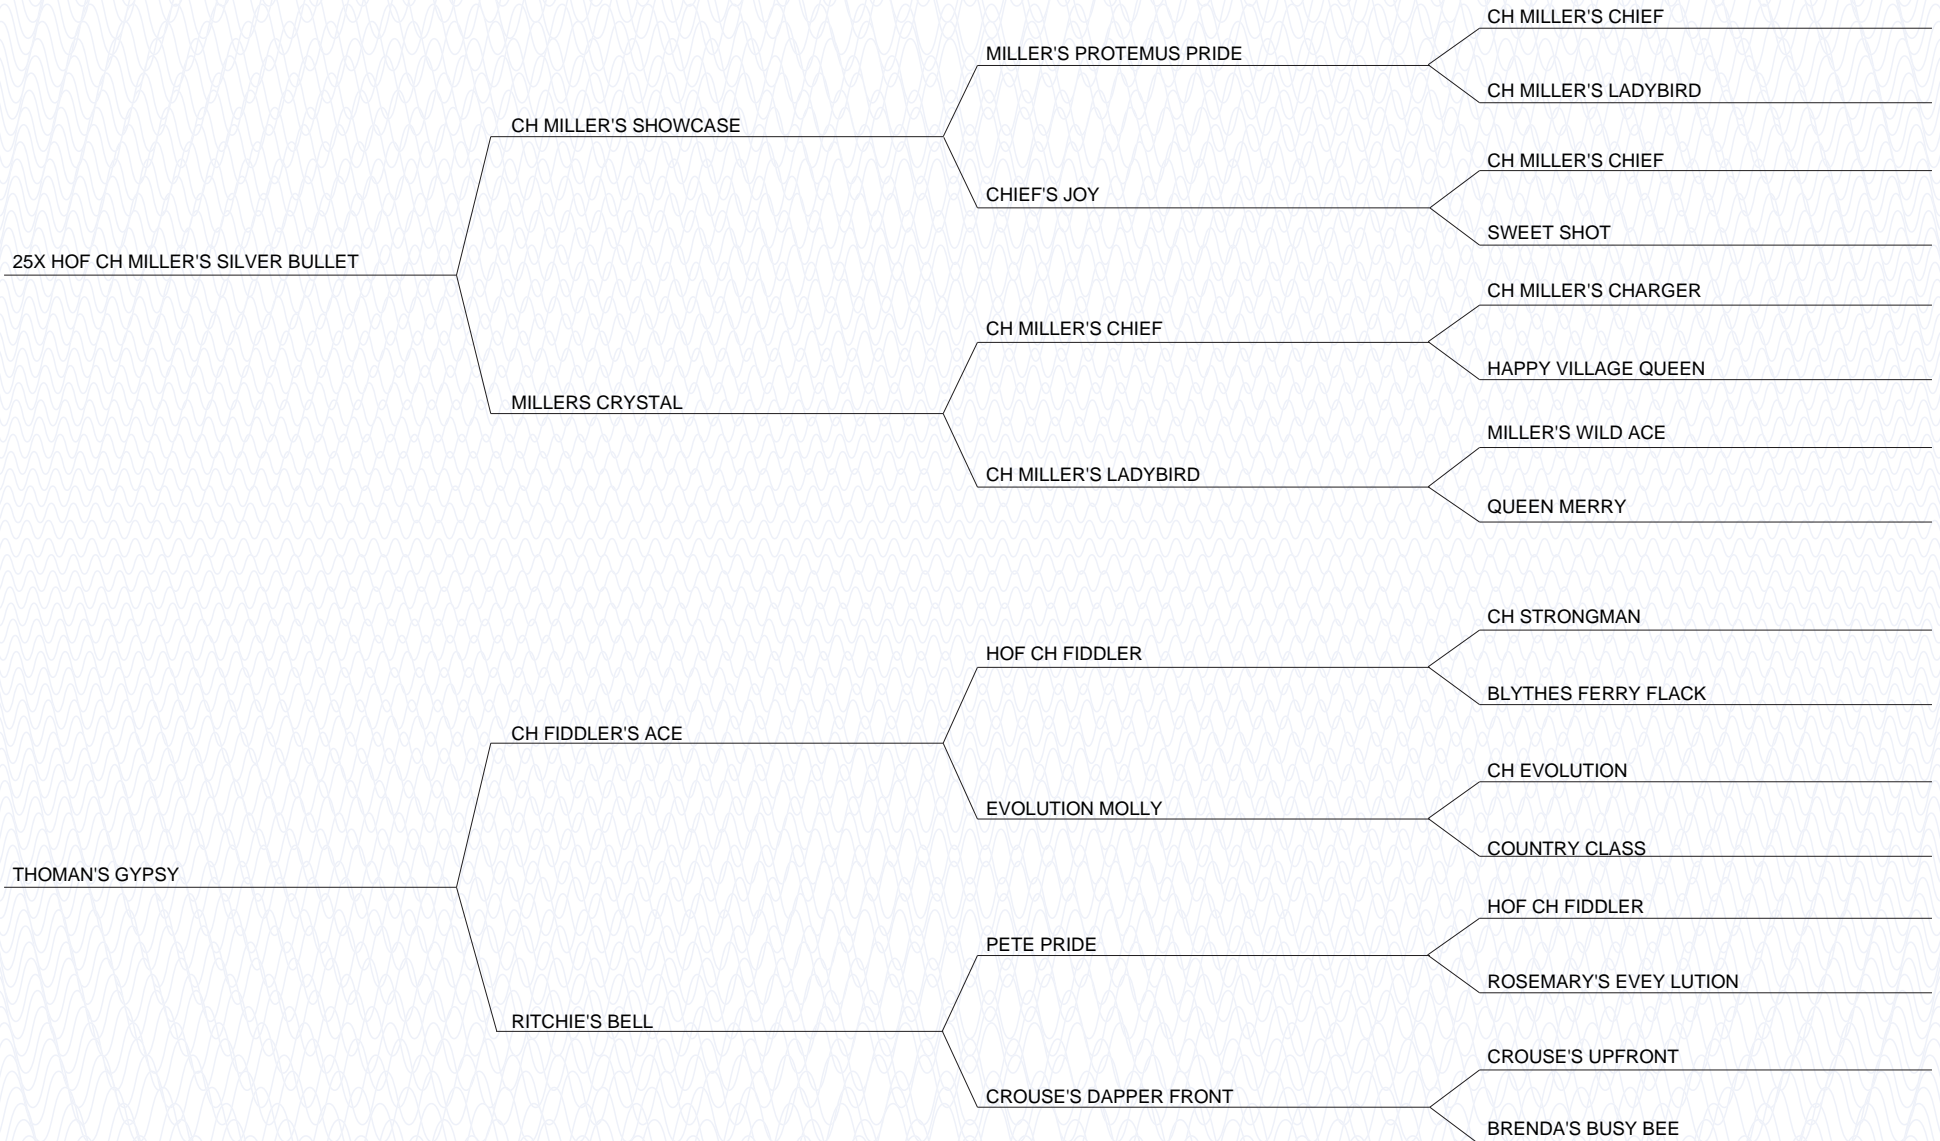 CH MILLER'S CHIEF
MILLER'S PROTEMUS PRIDE
CH MILLER'S LADYBIRD
CH MILLER'S SHOWCASE
CH MILLER'S CHIEF
CHIEF'S JOY
SWEET SHOT
25X HOF CH MILLER'S SILVER BULLET
CH MILLER'S CHARGER
CH MILLER'S CHIEF
HAPPY VILLAGE QUEEN
MILLERS CRYSTAL
MILLER'S WILD ACE
CH MILLER'S LADYBIRD
QUEEN MERRY
CH STRONGMAN
HOF CH FIDDLER
BLYTHES FERRY FLACK
CH FIDDLER'S ACE
CH EVOLUTION
EVOLUTION MOLLY
COUNTRY CLASS
THOMAN'S GYPSY
HOF CH FIDDLER
PETE PRIDE
ROSEMARY'S EVEY LUTION
RITCHIE'S BELL
CROUSE'S UPFRONT
CROUSE'S DAPPER FRONT
BRENDA'S BUSY BEE